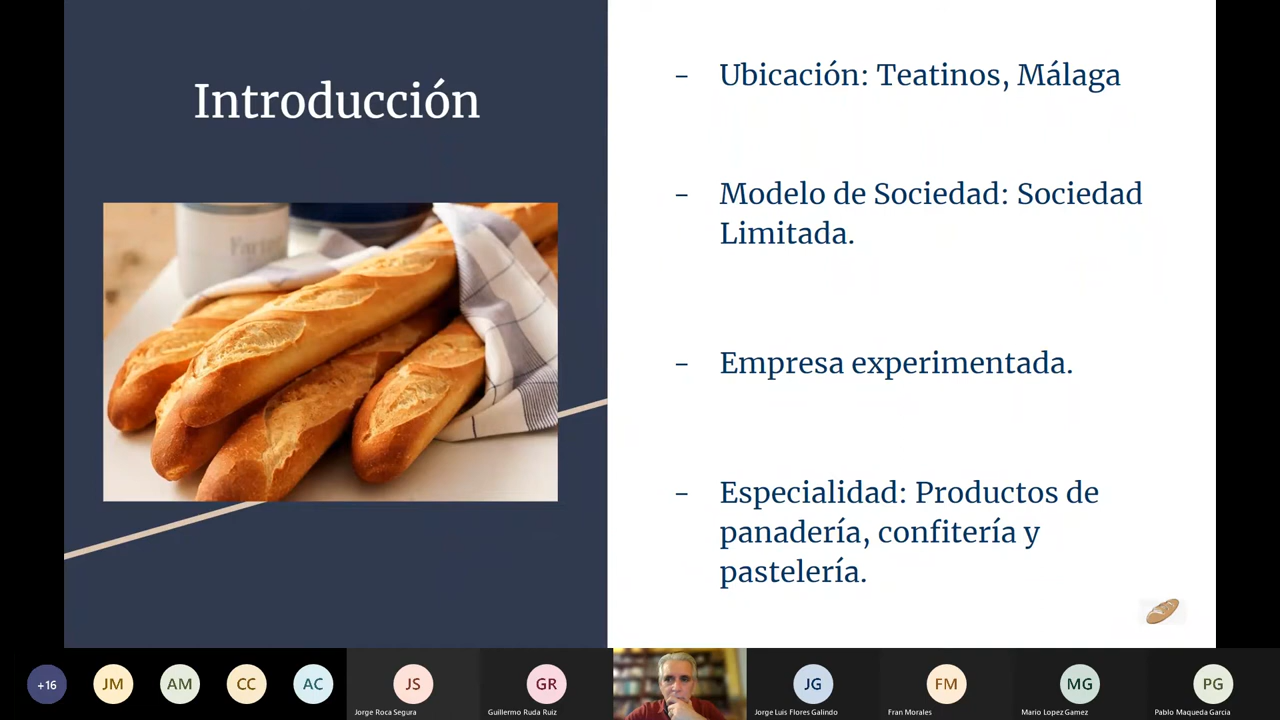 Introducción
- Ubicación: Teatinos, Málaga
- Modelo de Sociedad: Sociedad
Limitada.
- Empresa experimentada.
- Especialidad: Productos de
panadería, confitería y
pastelería.
+16
JM
AM
CC
AC
JS
Jorge Roca Segura
GR
Guillermo Ruda Ruiz
JG
Jorge Luis Flores Galindo
FM
Fran Morales
MG
Mario Lopez Gamez
PG
Pablo Maqueda García